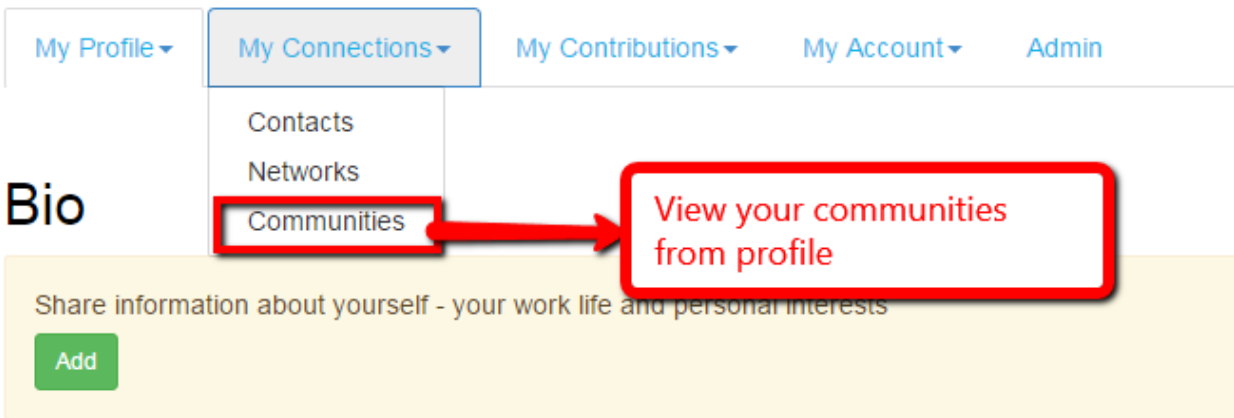 My Profile My Connections My Contributions My Account Admin
Contacts
Networks
Communities
Bio
View your communities
from profile
Share information about yourself - your work life and personal interests
Add